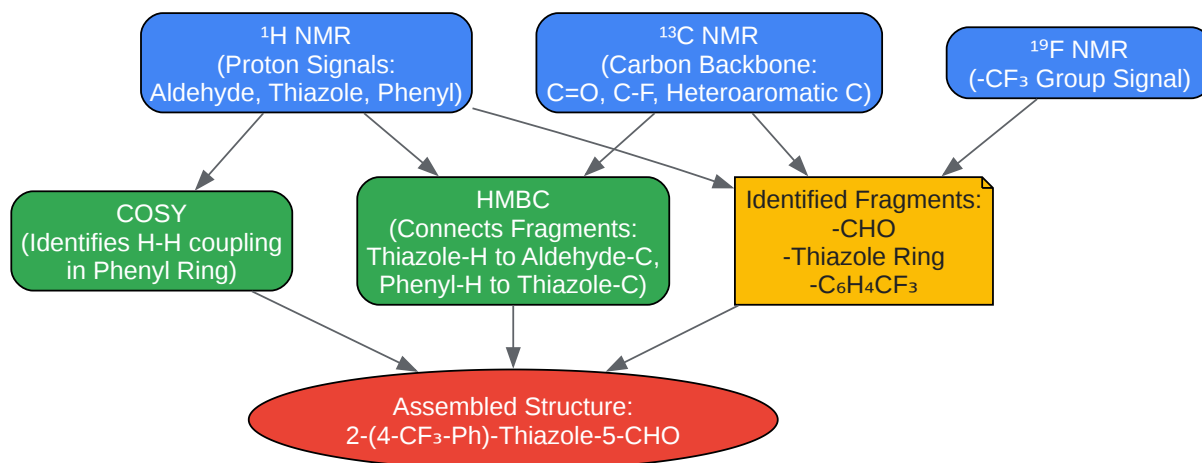 ¹H NMR
(Proton Signals:
Aldehyde, Thiazole, Phenyl)
¹³C NMR
(Carbon Backbone:
C=O, C-F, Heteroaromatic C)
¹⁹F NMR
(-CF₃ Group Signal)
COSY
(Identifies H-H coupling
in Phenyl Ring)
HMBC
(Connects Fragments:
Thiazole-H to Aldehyde-C,
Phenyl-H to Thiazole-C)
Identified Fragments:
-CHO
-Thiazole Ring
-C₆H₄CF₃
Assembled Structure:
2-(4-CF₃-Ph)-Thiazole-5-CHO